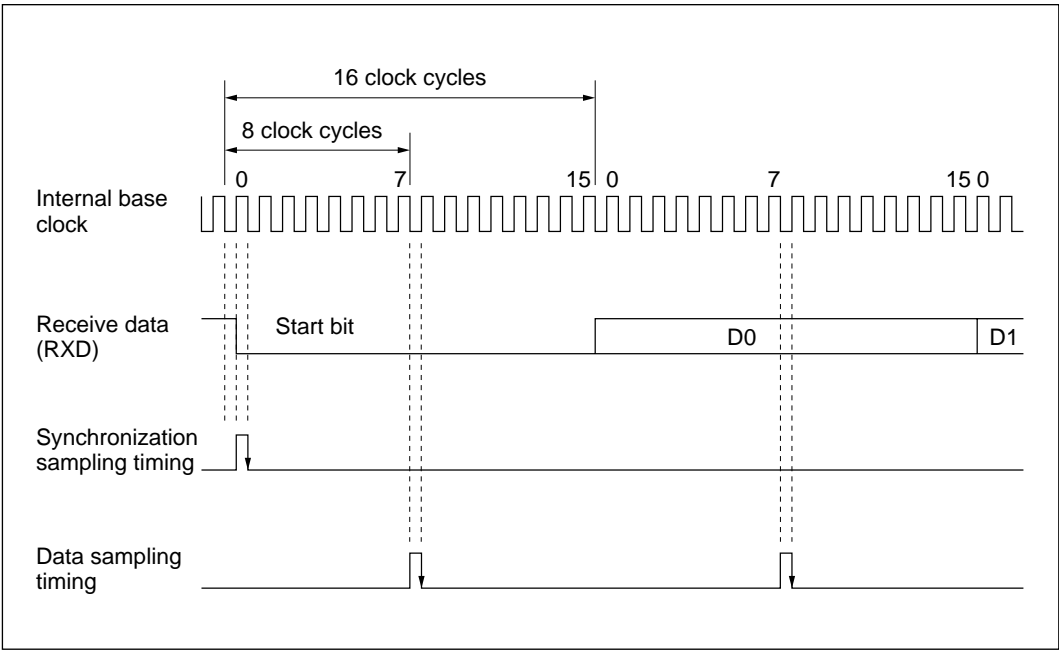 16 clock cycles
8 clock cycles
0 7 15 0 7 15 0
Internal base
clock
Receive data
(RXD)
Start bit
D0
D1
Synchronization
sampling timing
Data sampling
timing